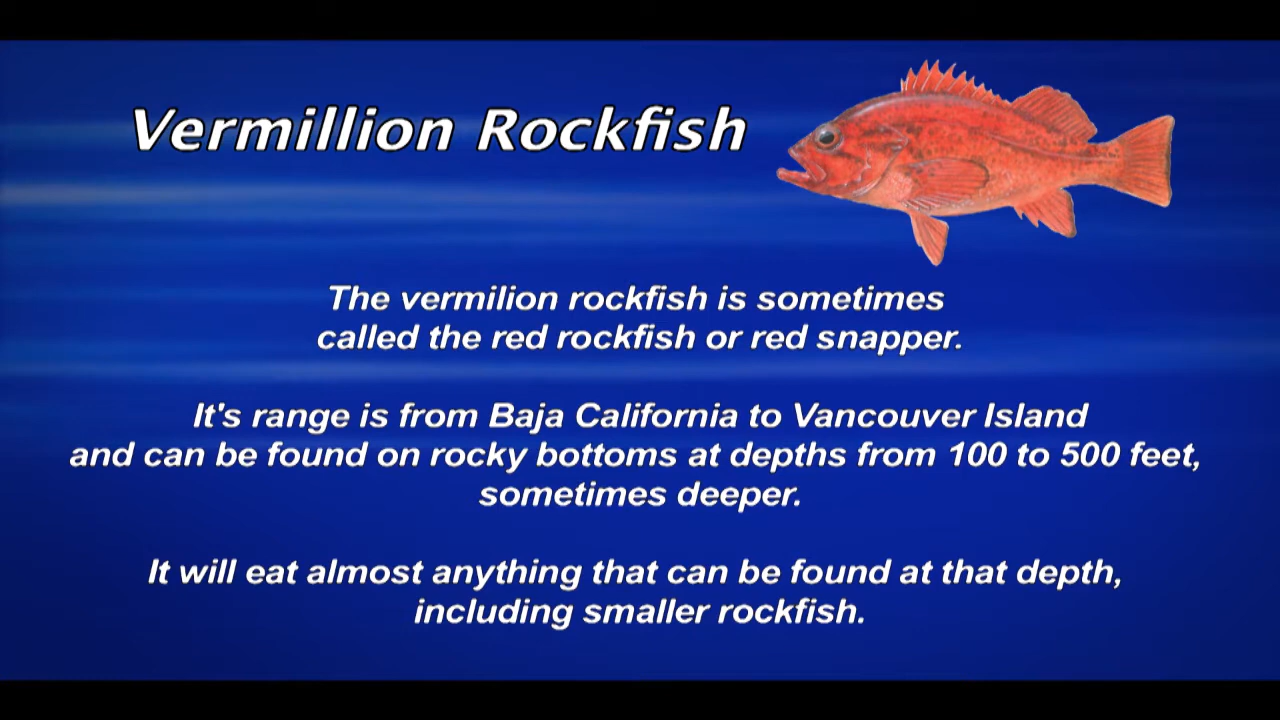 Vermillion Rockfish
The vermilion rockfish is sometimes
called the red rockfish or red snapper.
It's range is from Baja California to Vancouver Island
and can be found on rocky bottoms at depths from 100 to 500 feet,
sometimes deeper.
It will eat almost anything that can be found at that depth,
including smaller rockfish.